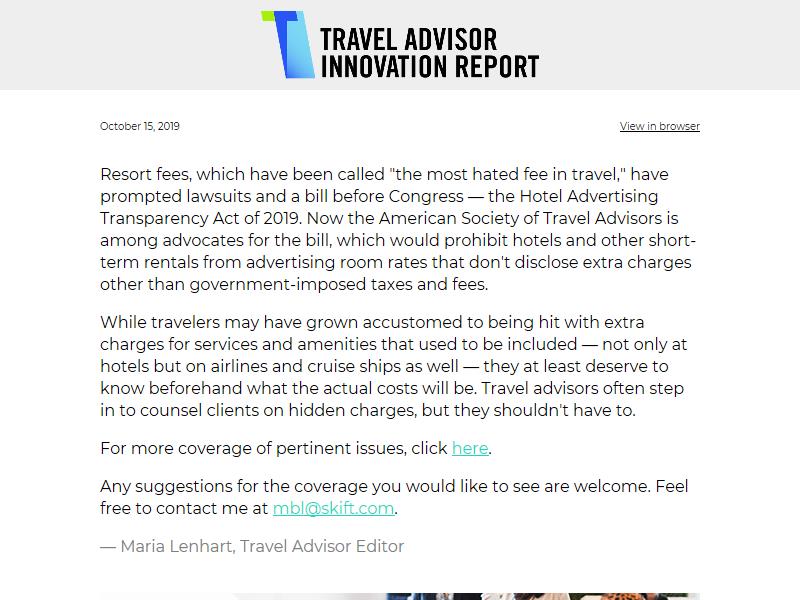 TRAVEL ADVISOR
INNOVATION REPORT
October 15, 2019
View in browser
Resort fees, which have been called "the most hated fee in travel," have
prompted lawsuits and a bill before Congress — the Hotel Advertising
Transparency Act of 2019. Now the American Society of Travel Advisors is
among advocates for the bill, which would prohibit hotels and other short-
term rentals from advertising room rates that don't disclose extra charges
other than government-imposed taxes and fees.
While travelers may have grown accustomed to being hit with extra
charges for services and amenities that used to be included — not only at
hotels but on airlines and cruise ships as well — they at least deserve to
know beforehand what the actual costs will be. Travel advisors often step
in to counsel clients on hidden charges, but they shouldn't have to.
For more coverage of pertinent issues, click here.
Any suggestions for the coverage you would like to see are welcome. Feel
free to contact me at mbl@skift.com.
— Maria Lenhart, Travel Advisor Editor